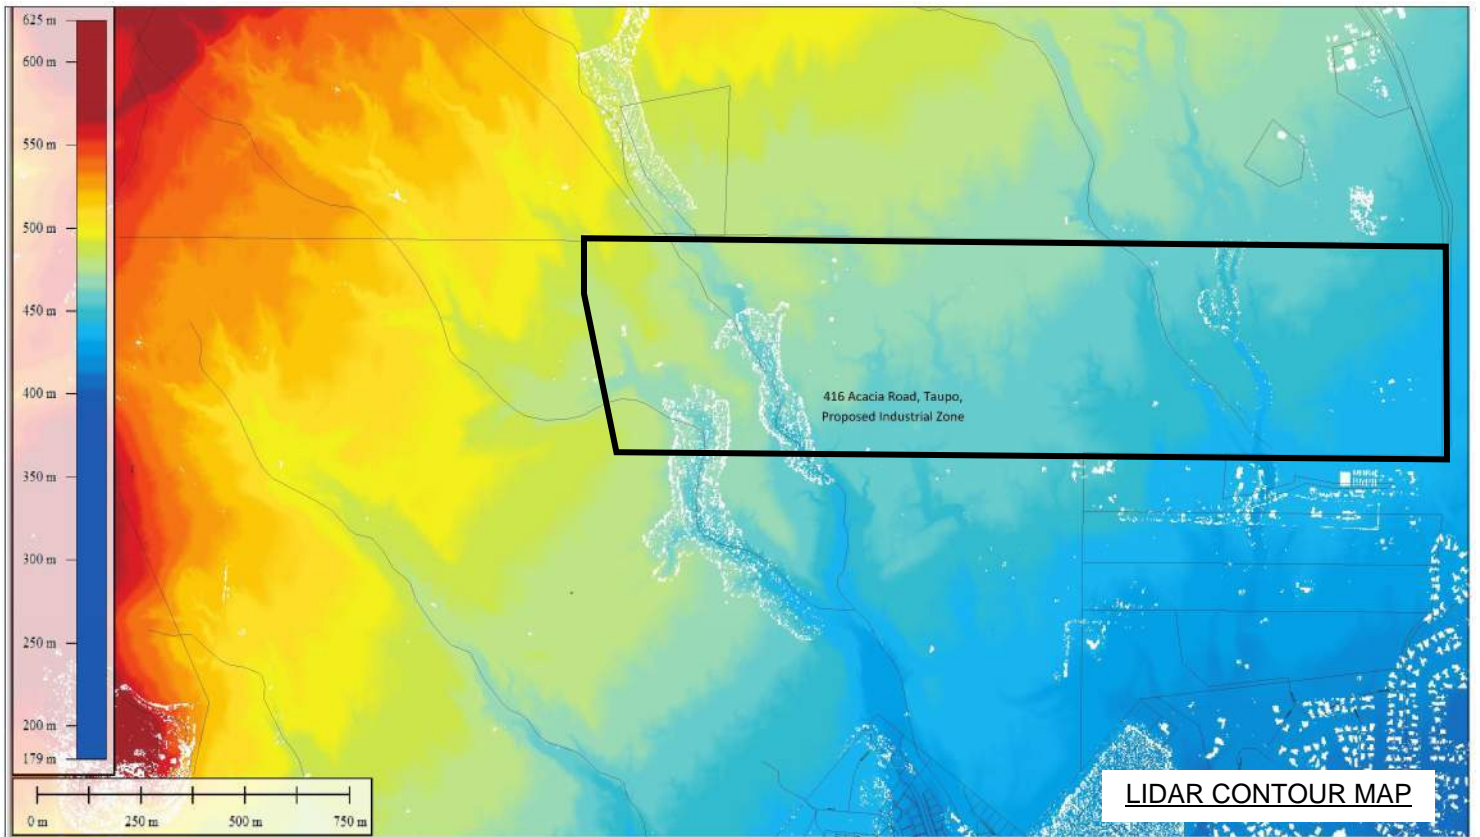 625 m
600 m
550 m
500 m
450 m
400 m
350 m
300 m
250 m
200 m
179 m
416 Acacia Road, Taupo,
Proposed Industrial Zone
0 m
250 m
500 m
750 m
LIDAR CONTOUR MAP